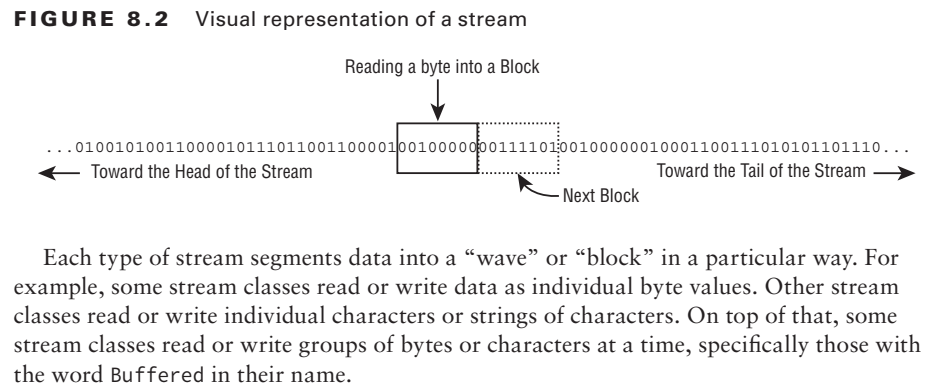 FIGURE 8.2 Visual representation of a stream
Reading a byte into a Block
...01001010011000010111011001100001001000000011110100100000010001100111010101101110...
Toward the Head of the Stream
Toward the Tail of the Stream
Next Block
Each type of stream segments data into a “wave” or “block” in a particular way. For
example, some stream classes read or write data as individual byte values. Other stream
classes read or write individual characters or strings of characters. On top of that, some
stream classes read or write groups of bytes or characters at a time, specifically those with
the word Buffered in their name.